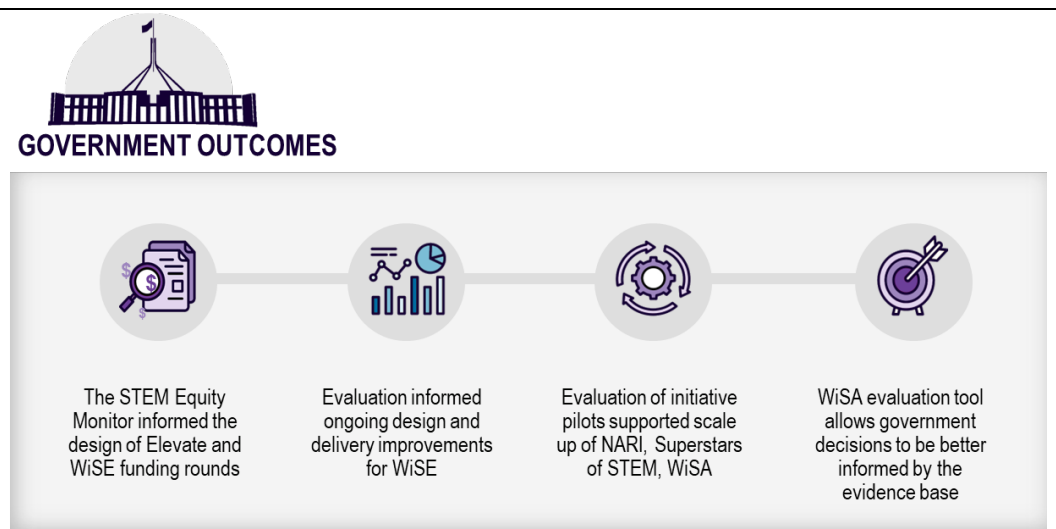 GOVERNMENT OUTCOMES
$
$
$
The STEM Equity
Monitor informed the
design of Elevate and
WiSE funding rounds
Evaluation informed
ongoing design and
delivery improvements
for WiSE
Evaluation of initiative
pilots supported scale
up of NARI, Superstars
of STEM, WiSA
WiSA evaluation tool
allows government
decisions to be better
informed by the
evidence base